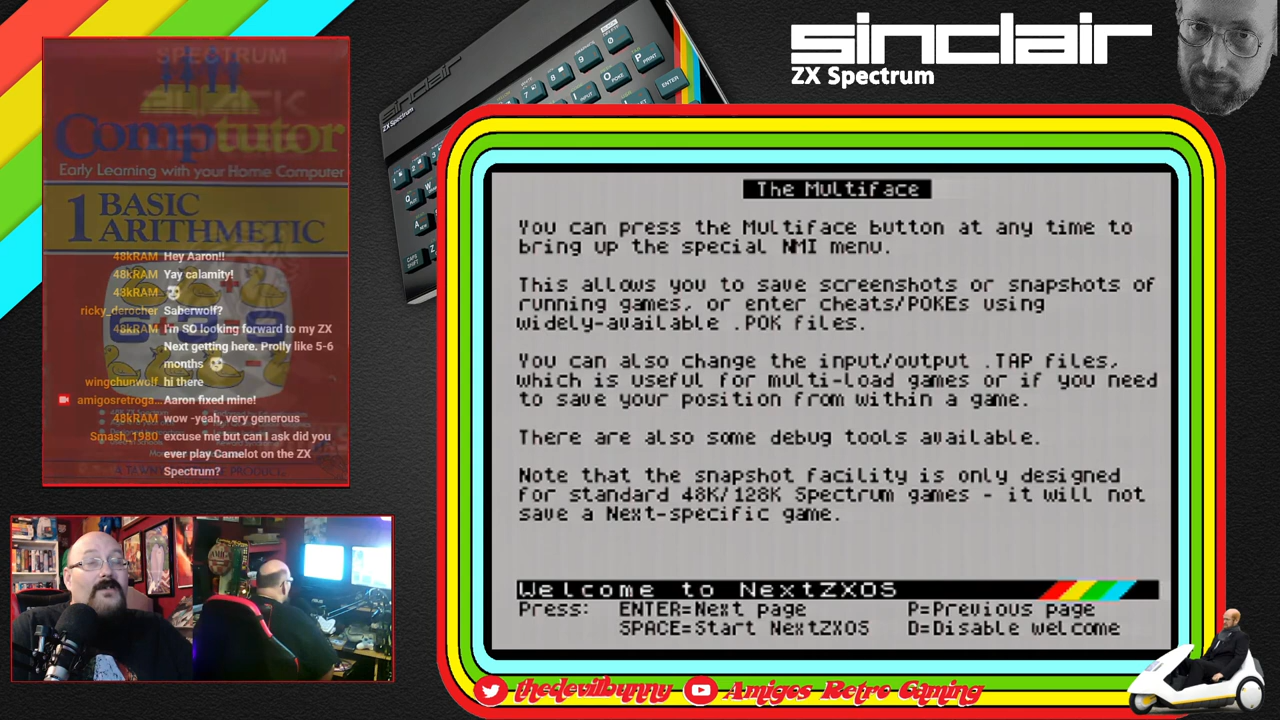 sinclair
ZX Spectrum
SPECTRUM
Comptutor
Early Learning with your Home Computer
1 BASIC
ARITHMETIC
48kRAM Hey Aaron!!
48kRAM Yay calamity!
48kRAM
ricky_derocher Saberwolf?
48kRAM I'm SO looking forward to my ZX
Next getting here. Prolly like 5-6
months
wingchunwolf hi there
amigosretroga... Aaron fixed mine!
48kRAM wow -yeah, very generous
Smash_1980 excuse me but can I ask did you
ever play Camelot on the ZX
Spectrum?
The Multiface
You can press the Multiface button at any time to
bring up the special NMI menu.
This allows you to save screenshots or snapshots of
running games, or enter cheats/POKEs using
widely-available .POK files.
You can also change the input/output .TAP files,
which is useful for multi-load games or if you need
to save your position from within a game.
There are also some debug tools available.
Note that the snapshot facility is only designed
for standard 48K/128K Spectrum games - it will not
save a Next-specific game.
Welcome to NextZXOS
Press: ENTER=Next page P=Previous page
SPACE=Start NextZXOS D=Disable welcome
thedevilbunny Amigos Retro Gaming